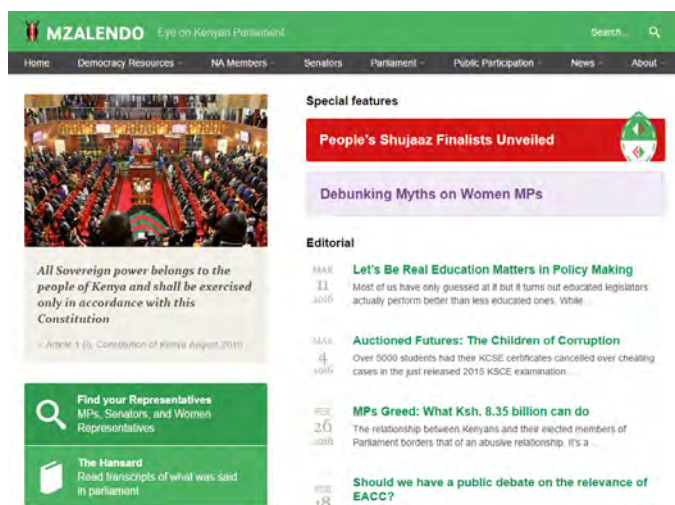 MZALENDO Eye on Kenyan Parliament
Search...
Home Democracy Resources NA Members Senators Parliament Public Participation News About
All Sovereign power belongs to the
people of Kenya and shall be exercised
only in accordance with this
Constitution
- Article 1 (1), Constitution of Kenya August 2010
Find your Representatives
MPs, Senators, and Women
Representatives
The Hansard
Read transcripts of what was said
in parliament
Special features
People's Shujaaz Finalists Unveiled
Debunking Myths on Women MPs
Editorial
MAR
11
2016
Let's Be Real Education Matters in Policy Making
Most of us have only guessed at it but it turns out educated legislators
actually perform better than less educated ones. While ...
MAR
4
2016
Auctioned Futures: The Children of Corruption
Over 5000 students had their KCSE certificates cancelled over cheating
cases in the just released 2015 KSCE examination ...
FEB
26
2016
MPs Greed: What Ksh. 8.35 billion can do
The relationship between Kenyans and their elected members of
Parliament borders that of an abusive relationship. It's a ...
FEB
18
Should we have a public debate on the relevance of
EACC?